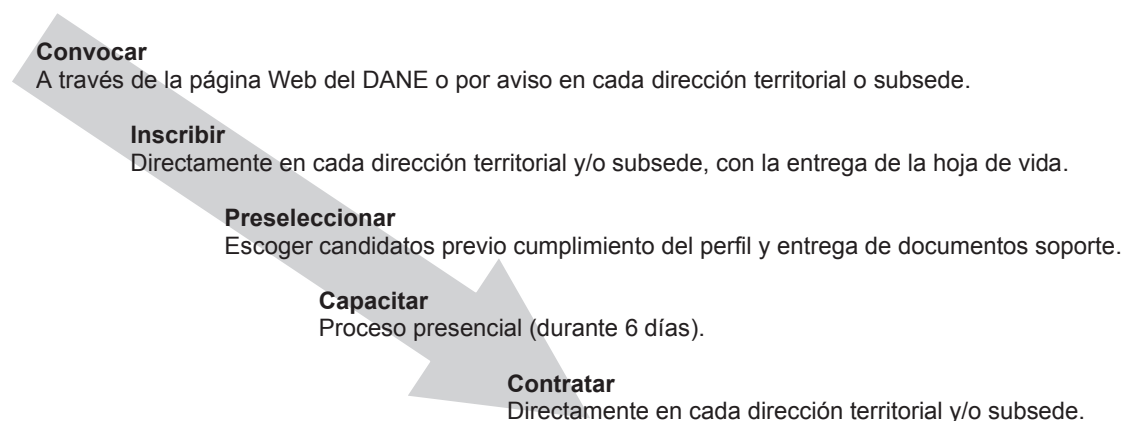 Convocar
A través de la página Web del DANE o por aviso en cada dirección territorial o subsede.
Inscribir
Directamente en cada dirección territorial y/o subsede, con la entrega de la hoja de vida.
Preseleccionar
Escoger candidatos previo cumplimiento del perfil y entrega de documentos soporte.
Capacitar
Proceso presencial (durante 6 días).
Contratar
Directamente en cada dirección territorial y/o subsede.